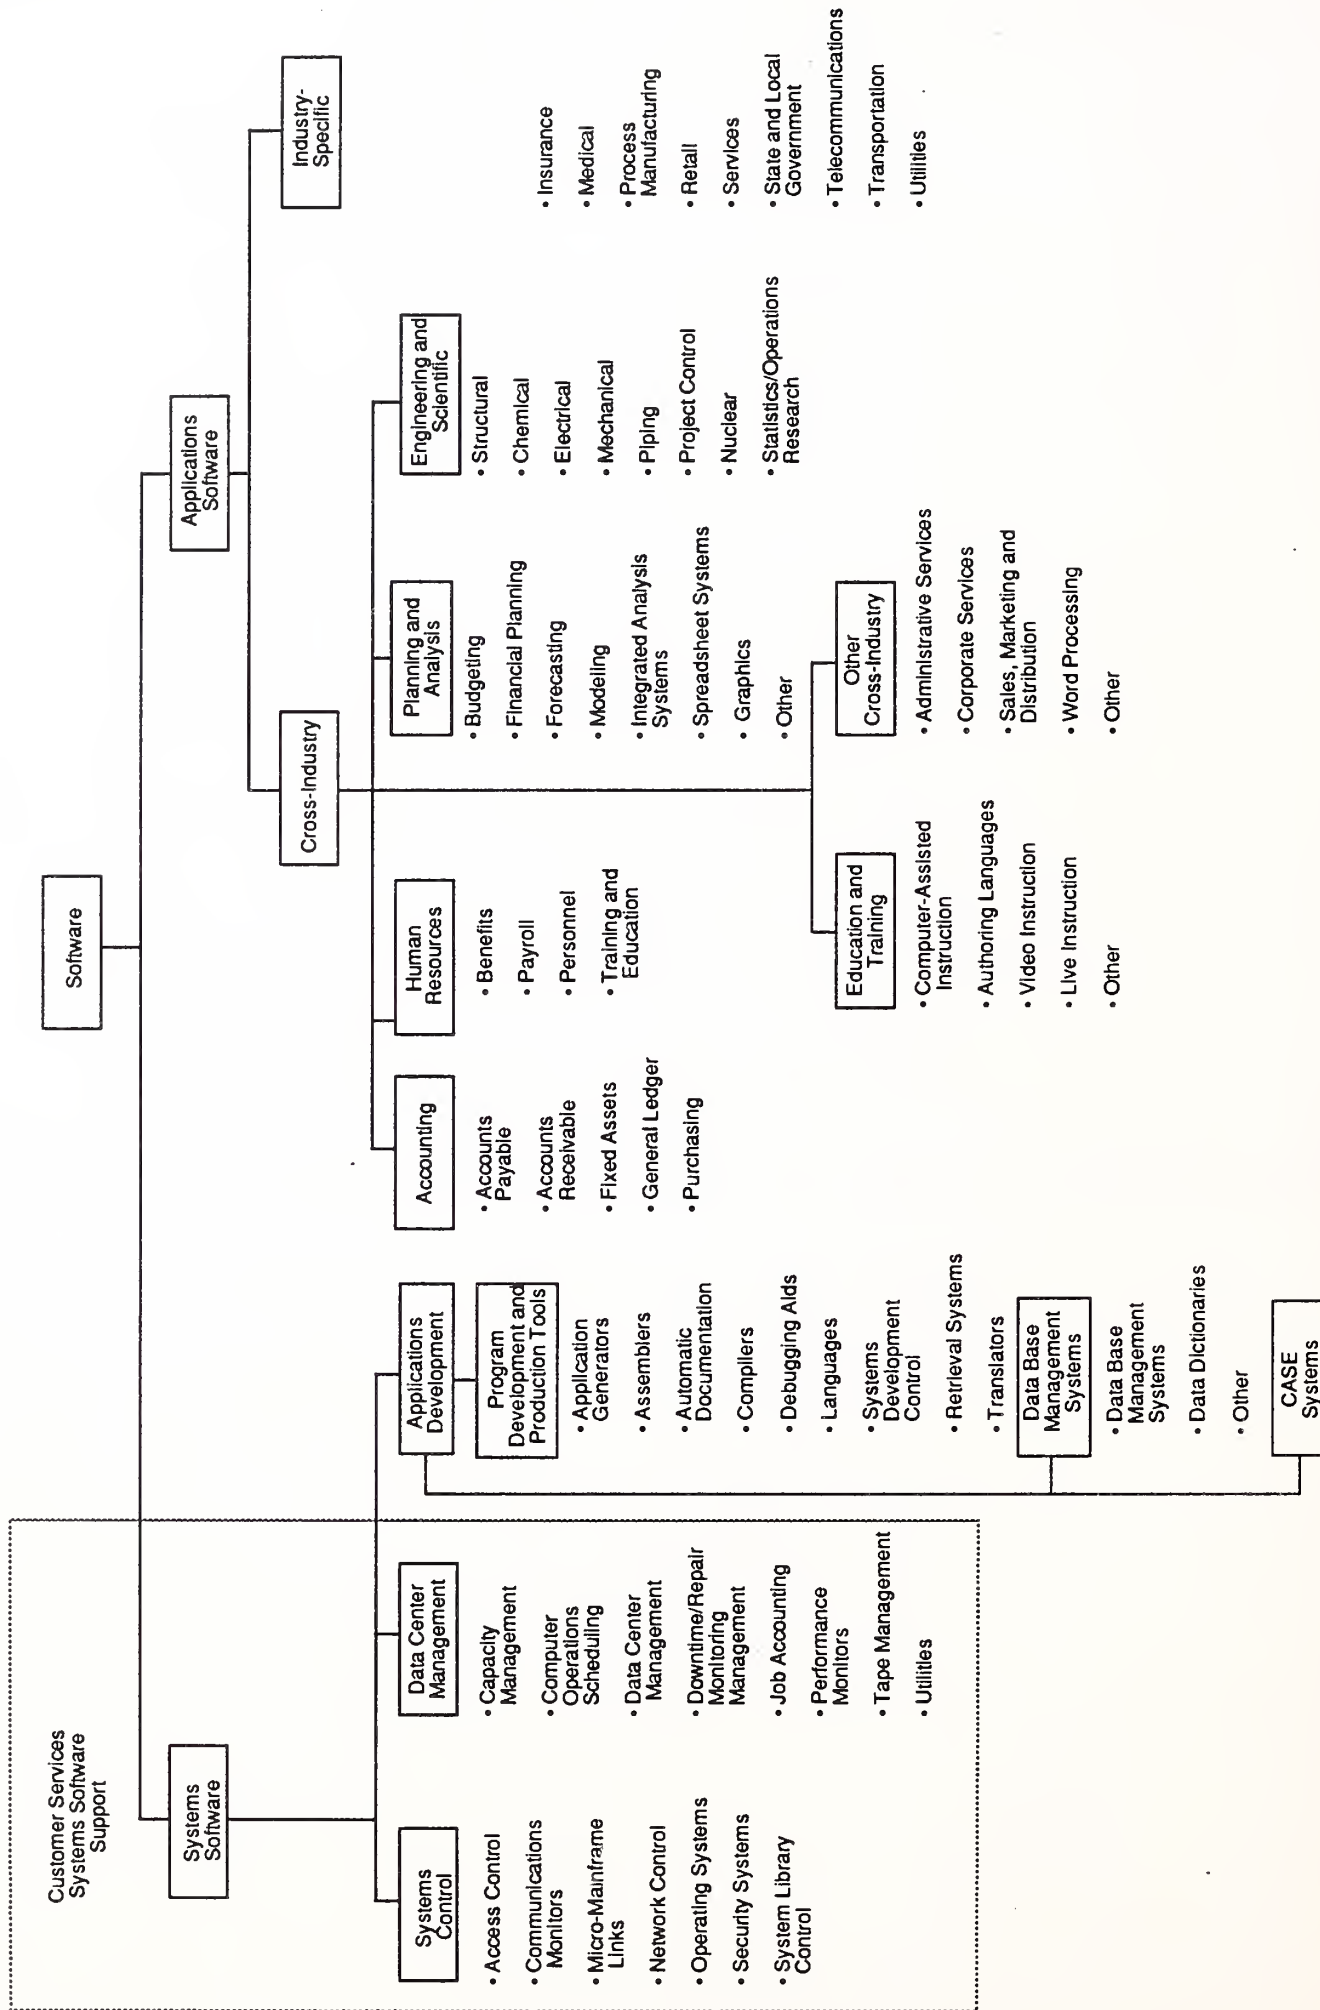 Software
Customer Services
Systems Software
Support
Systems
Software
Applications
Software
Systems
Control
• Access Control
• Communications
Monitors
• Micro-Mainframe
Links
• Network Control
• Operating Systems
• Security Systems
• System Library
Control
Data Center
Management
• Capacity
Management
• Computer
Operations
Scheduling
• Data Center
Management
• Downtime/Repair
Monitoring
Management
• Job Accounting
• Performance
Monitors
• Tape Management
• Utilities
Applications
Development
Program
Development and
Production Tools
• Application
Generators
• Assemblers
• Automatic
Documentation
• Compilers
• Debugging Aids
• Languages
• Systems
Development
Control
• Retrieval Systems
• Translators
Data Base
Management
Systems
• Data Base
Management
Systems
• Data Dictionaries
• Other
CASE
Systems
Cross-Industry
Industry-
Specific
Accounting
• Accounts
Payable
• Accounts
Receivable
• Fixed Assets
• General Ledger
• Purchasing
Human
Resources
• Benefits
• Payroll
• Personnel
• Training and
Education
Planning and
Analysis
• Budgeting
• Financial Planning
• Forecasting
• Modeling
• Integrated Analysis
Systems
• Spreadsheet Systems
• Graphics
• Other
Engineering and
Scientific
• Structural
• Chemical
• Electrical
• Mechanical
• Piping
• Project Control
• Nuclear
• Statistics/Operations
Research
• Insurance
• Medical
• Process
Manufacturing
• Retail
• Services
• State and Local
Government
• Telecommunications
• Transportation
• Utilities
Education and
Training
• Computer-Assisted
Instruction
• Authoring Languages
• Video Instruction
• Live Instruction
• Other
Other
Cross-Industry
• Administrative Services
• Corporate Services
• Sales, Marketing and
Distribution
• Word Processing
• Other